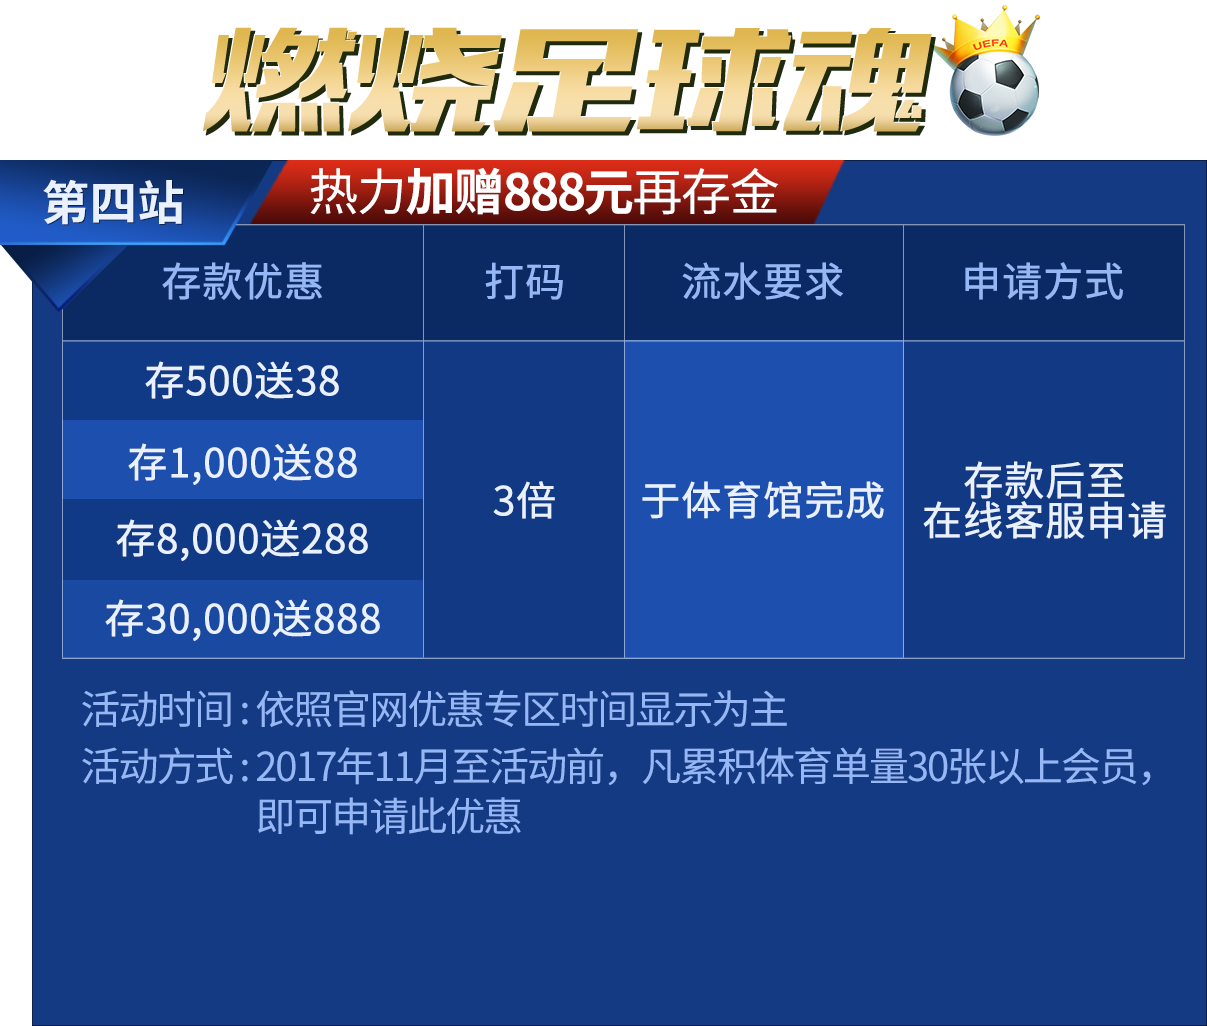 燃烧足球魂
UEFA
第四站
热力加赠888元再存金
存款优惠 打码 流水要求 申请方式
存500送38
存1,000送88
存8,000送288
存30,000送888
3倍
于体育馆完成
存款后至
在线客服申请
活动时间:依照官网优惠专区时间显示为主
活动方式:2017年11月至活动前，凡累积体育单量30张以上会员，
即可申请此优惠